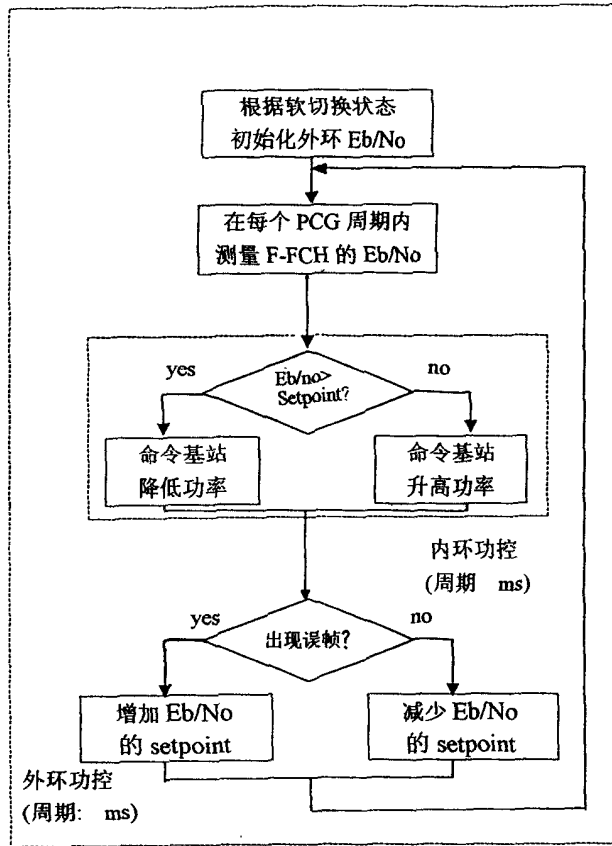 根据软切换状态
初始化外环 Eb/No
在每个 PCG 周期内
测量 F-FCH 的 Eb/No
yes
Eb/no>
Setpoint?
no
命令基站
降低功率
命令基站
升高功率
内环功控
(周期 ms)
yes
出现误帧?
no
增加 Eb/No
的 setpoint
减少 Eb/No
的 setpoint
外环功控
(周期: ms)